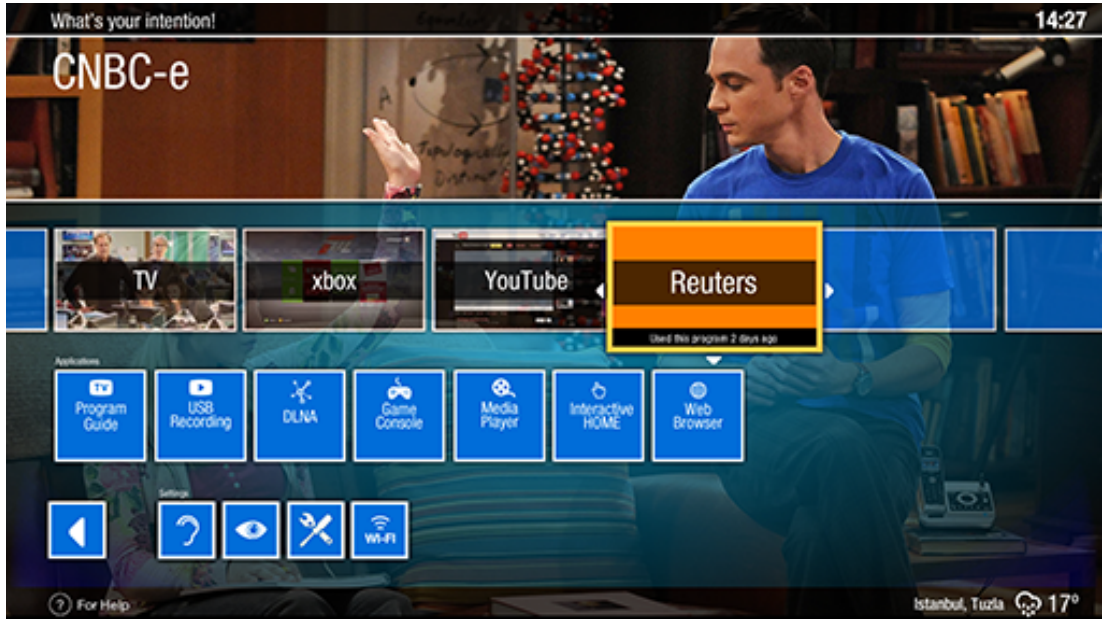 What's your intention!
14:27
CNBC-e
A
Topologically
Distinct
TV
xbox
YouTube
Reuters
Used this program 2 days ago
Applications
TV
Program
Guide
USB
Recording
DLNA
Game
Console
Media
Player
Interactive
HOME
Web
Browser
Settings
Wi-Fi
? For Help
Istanbul, Tuzla
17°